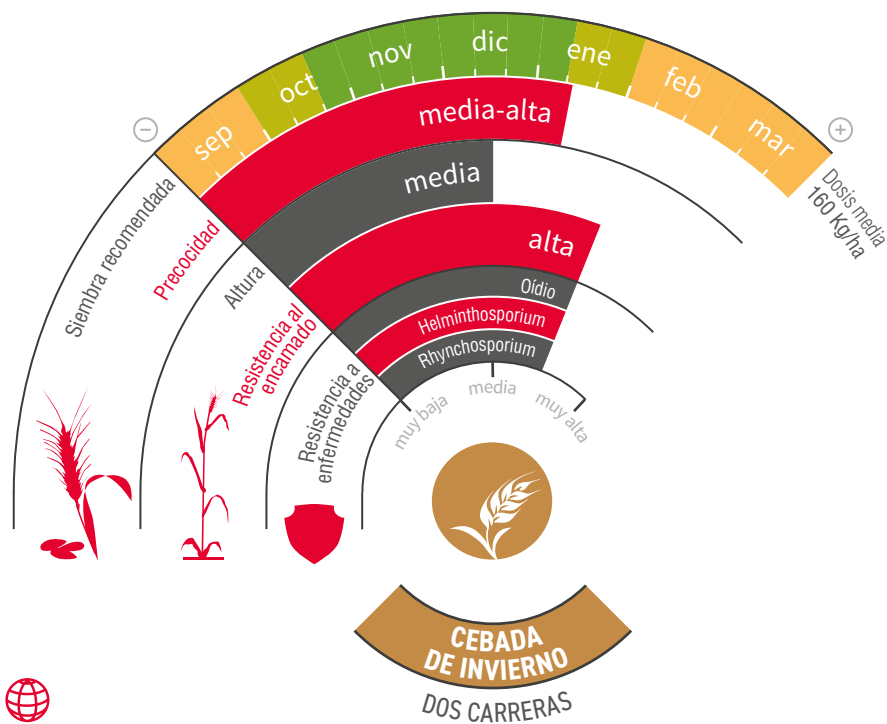 sep
oct
nov
dic
ene
feb
mar
−
+
Siembra recomendada
Dosis media
160 Kg/ha
Precocidad
media-alta
Altura
media
Resistencia al
encamado
alta
Resistencia a
enfermedades
Oídio
Helminthosporium
Rhynchosporium
muy baja
media
muy alta
CEBADA
DE INVIERNO
DOS CARRERAS